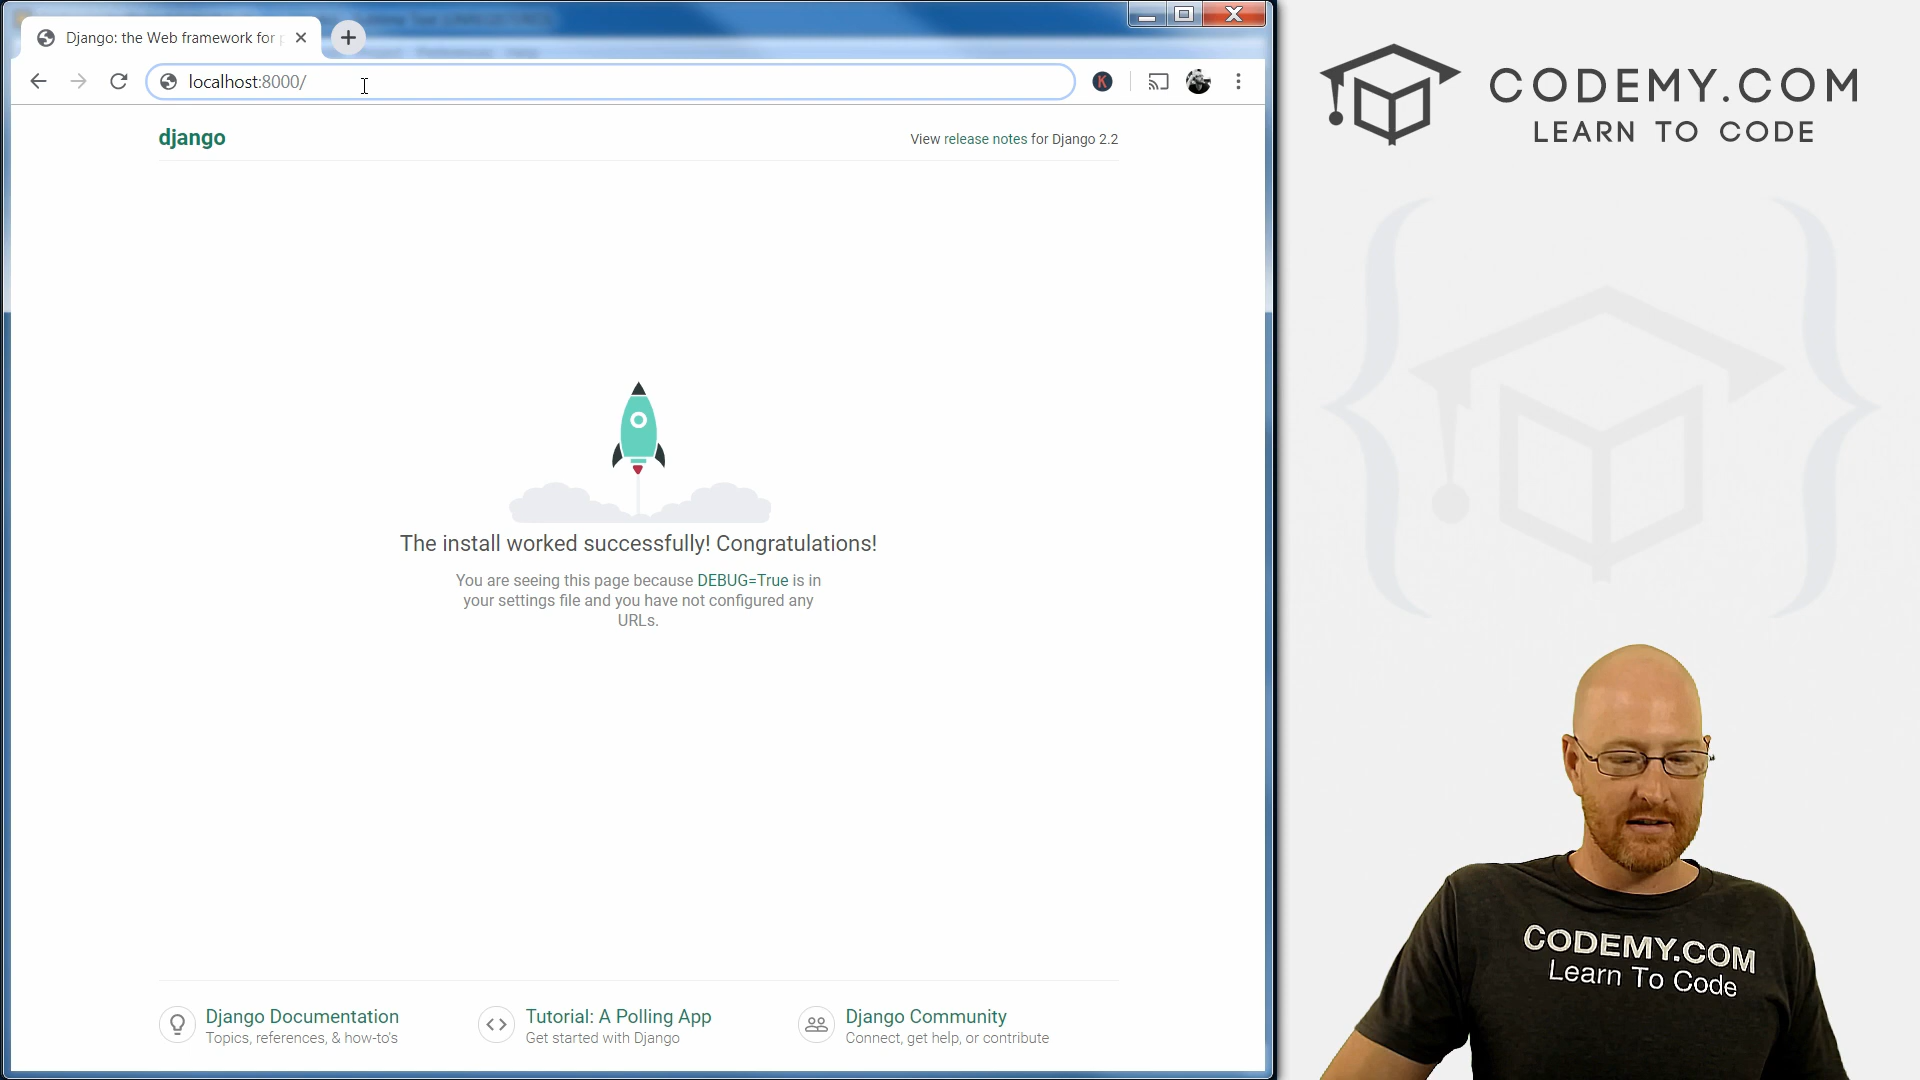 Django: the Web framework for p
localhost:8000/
K
django
View release notes for Django 2.2
The install worked successfully! Congratulations!
You are seeing this page because DEBUG=True is in
your settings file and you have not configured any
URLs.
Django Documentation
Topics, references, & how-to's
Tutorial: A Polling App
Get started with Django
Django Community
Connect, get help, or contribute
CODEMY.COM
LEARN TO CODE
CODEMY.COM
Learn To Code